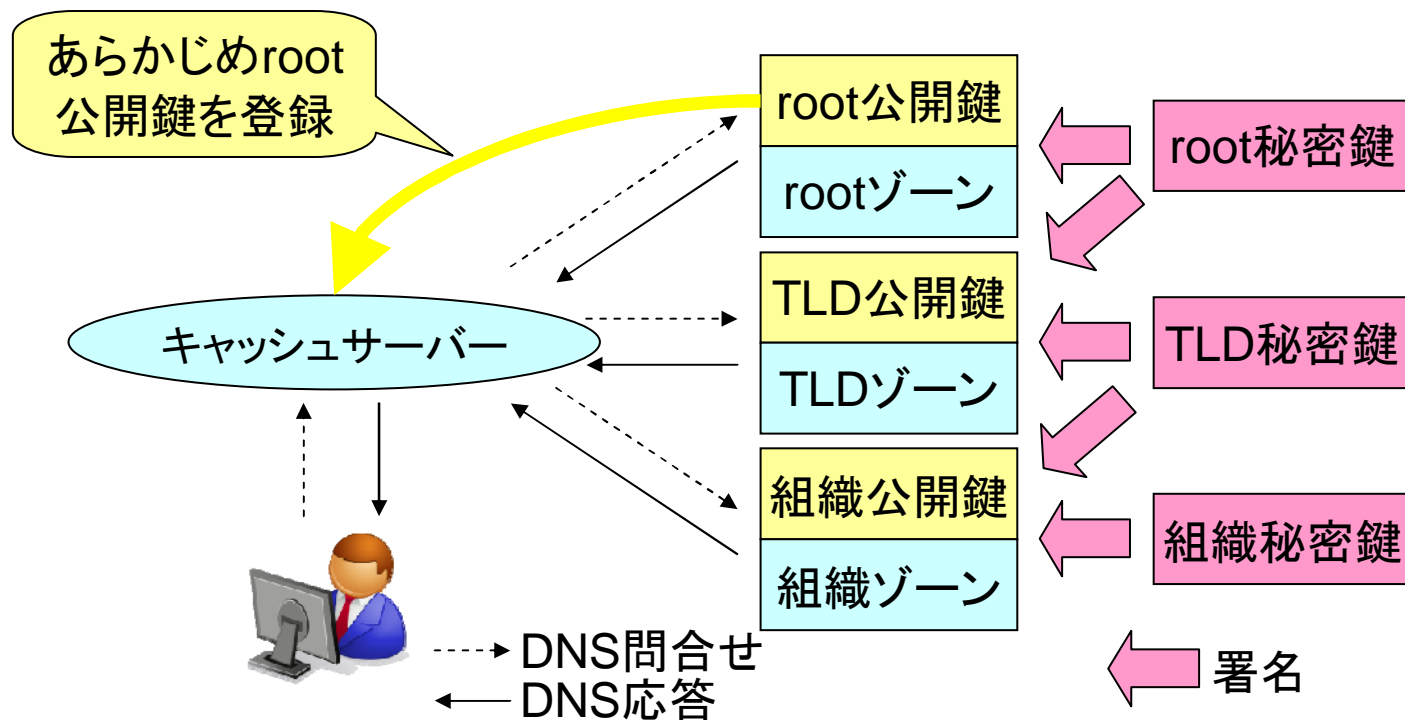 あらかじめroot
公開鍵を登録
root公開鍵
rootゾーン
root秘密鍵
TLD公開鍵
TLDゾーン
TLD秘密鍵
キャッシュサーバー
組織公開鍵
組織ゾーン
組織秘密鍵
DNS問合せ
DNS応答
署名